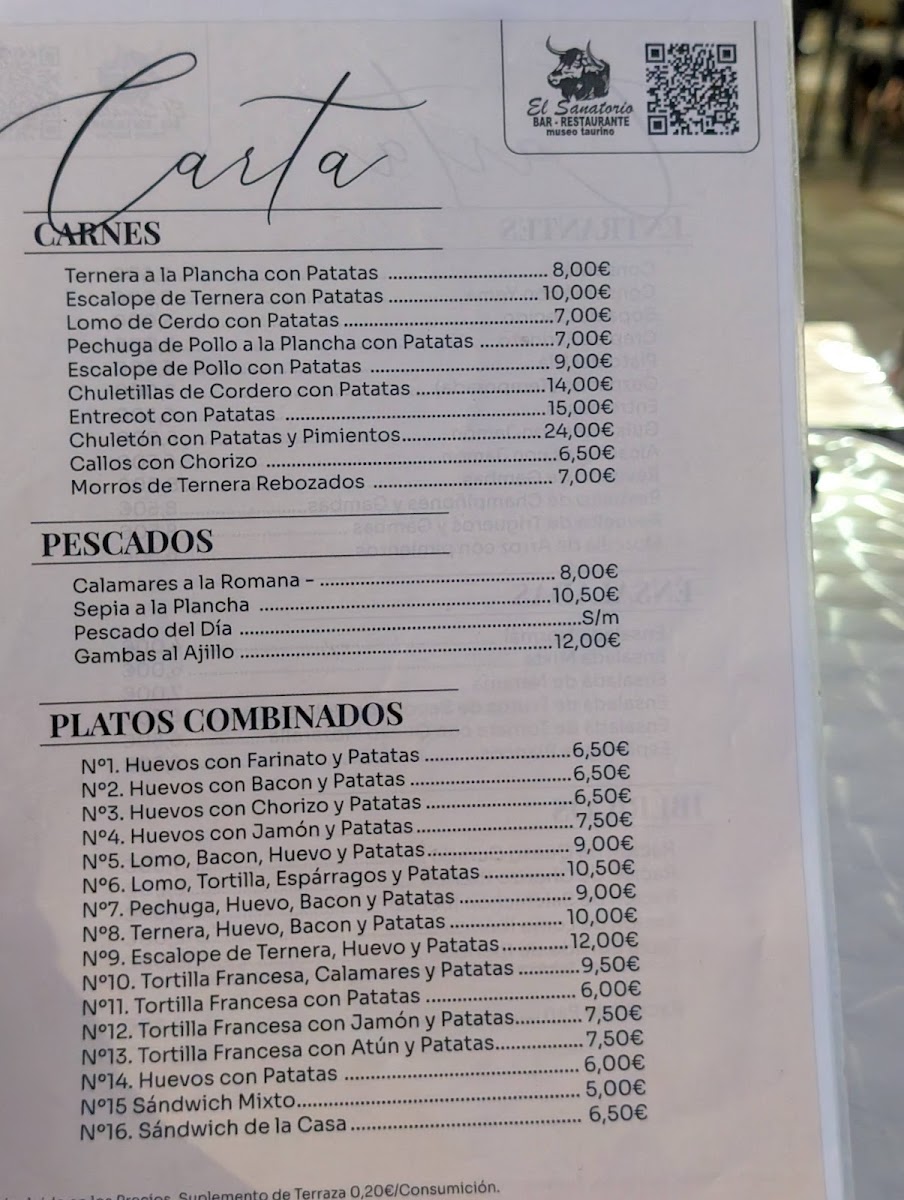 Carta
El Sanatorio
BAR - RESTAURANTE
museo taurino
CARNES
Ternera a la Plancha con Patatas ................................ 8,00€
Escalope de Ternera con Patatas .............................. 10,00€
Lomo de Cerdo con Patatas ..........................................7,00€
Pechuga de Pollo a la Plancha con Patatas ...............7,00€
Escalope de Pollo con Patatas .................................... 9,00€
Chuletillas de Cordero con Patatas ..........................14,00€
Entrecot con Patatas ....................................................15,00€
Chuletón con Patatas y Pimientos............................ 24,00€
Callos con Chorizo ..........................................................6,50€
Morros de Ternera Rebozados ..................................... 7,00€
PESCADOS
Calamares a la Romana - ............................................... 8,00€
Sepia a la Plancha ...........................................................10,50€
Pescado del Día ....................................................................S/m
Gambas al Ajillo ..............................................................12,00€
PLATOS COMBINADOS
Nº1. Huevos con Farinato y Patatas .............................6,50€
Nº2. Huevos con Bacon y Patatas ................................6,50€
Nº3. Huevos con Chorizo y Patatas .............................6,50€
Nº4. Huevos con Jamón y Patatas...............................7,50€
Nº5. Lomo, Bacon, Huevo y Patatas............................ 9,00€
Nº6. Lomo, Tortilla, Espárragos y Patatas ................10,50€
Nº7. Pechuga, Huevo, Bacon y Patatas ...................... 9,00€
Nº8. Ternera, Huevo, Bacon y Patatas ....................... 10,00€
Nº9. Escalope de Ternera, Huevo y Patatas.............12,00€
Nº10. Tortilla Francesa, Calamares y Patatas ............9,50€
Nº11. Tortilla Francesa con Patatas ............................. 6,00€
Nº12. Tortilla Francesa con Jamón y Patatas.............7,50€
Nº13. Tortilla Francesa con Atún y Patatas.................7,50€
Nº14. Huevos con Patatas ............................................. 6,00€
Nº15 Sándwich Mixto....................................................... 5,00€
Nº16. Sándwich de la Casa ............................................. 6,50€
Precios. Suplemento de Terraza 0,20€/Consumición.